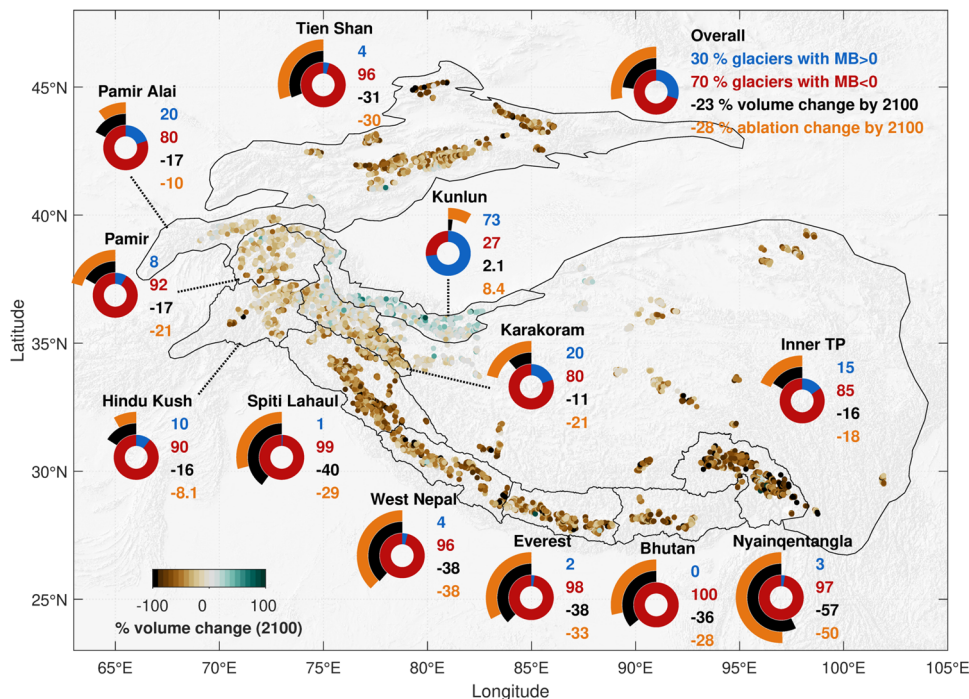 Tien Shan
4
96
-31
-30
Overall
30 % glaciers with MB>0
70 % glaciers with MB<0
-23 % volume change by 2100
-28 % ablation change by 2100
Pamir Alai
20
80
-17
-10
Kunlun
73
27
2.1
8.4
Pamir
8
92
-17
-21
Karakoram
20
80
-11
-21
Inner TP
15
85
-16
-18
Hindu Kush
10
90
-16
-8.1
Spiti Lahaul
1
99
-40
-29
West Nepal
4
96
-38
-38
Everest
2
98
-38
-33
Bhutan
0
100
-36
-28
Nyainqentangla
3
97
-57
-50
-100 0 100
% volume change (2100)
45°N
40°N
35°N
30°N
25°N
Latitude
65°E 70°E 75°E 80°E 85°E 90°E 95°E 100°E 105°E
Longitude